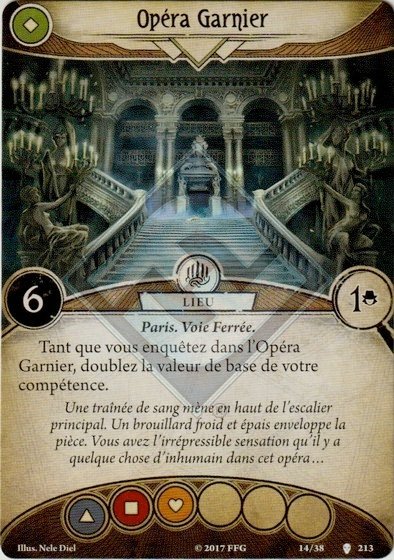 Opéra Garnier
6
LIEU
1
Paris. Voie Ferrée.
Tant que vous enquêtez dans l'Opéra
Garnier, doublez la valeur de base de votre
compétence.
Une traînée de sang mène en haut de l'escalier
principal. Un brouillard froid et épais enveloppe la
pièce. Vous avez l'irrépressible sensation qu'il y a
quelque chose d'inhumain dans cet opéra…
Illus. Nele Diel © 2017 FFG 14/38 213